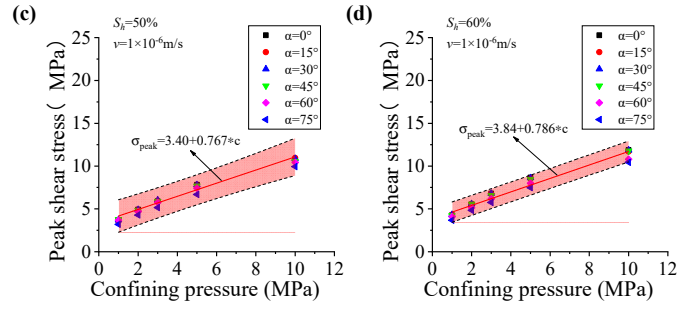 (c)
S_h=50%
v=1×10⁻⁶m/s
α=0°
α=15°
α=30°
α=45°
α=60°
α=75°
σpeak=3.40+0.767*c
Peak shear stress( MPa)
25
20
15
10
5
0
0 2 4 6 8 10 12
Confining pressure (MPa)
(d)
S_h=60%
v=1×10⁻⁶m/s
α=0°
α=15°
α=30°
α=45°
α=60°
α=75°
σpeak=3.84+0.786*c
Peak shear stress( MPa)
25
20
15
10
5
0
0 2 4 6 8 10 12
Confining pressure (MPa)